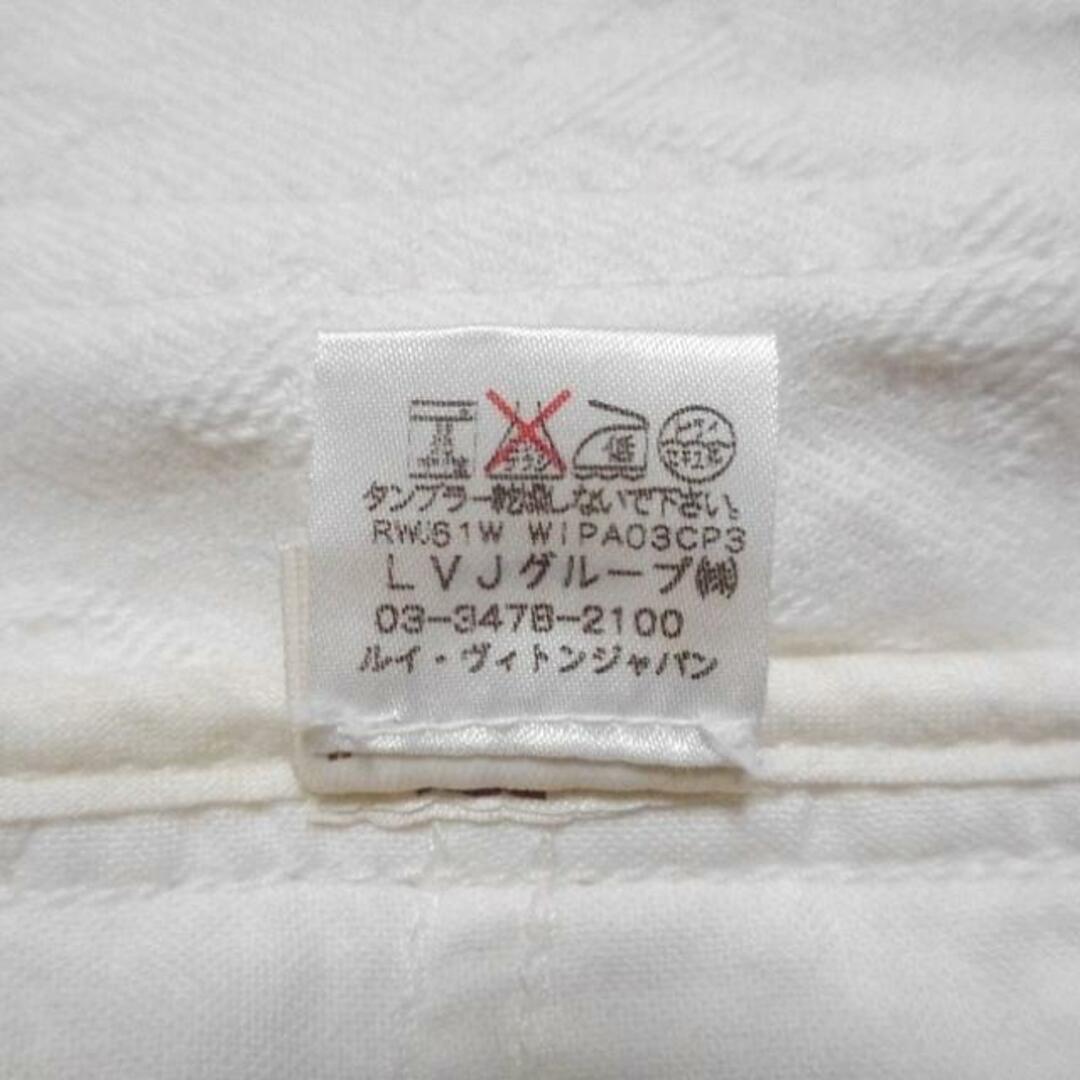 低
タンブラー乾燥しないで下さい。
RWJ61W WIPA03CP3
LVJグループ㈱
03-3478-2100
ルイ・ヴィトンジャパン